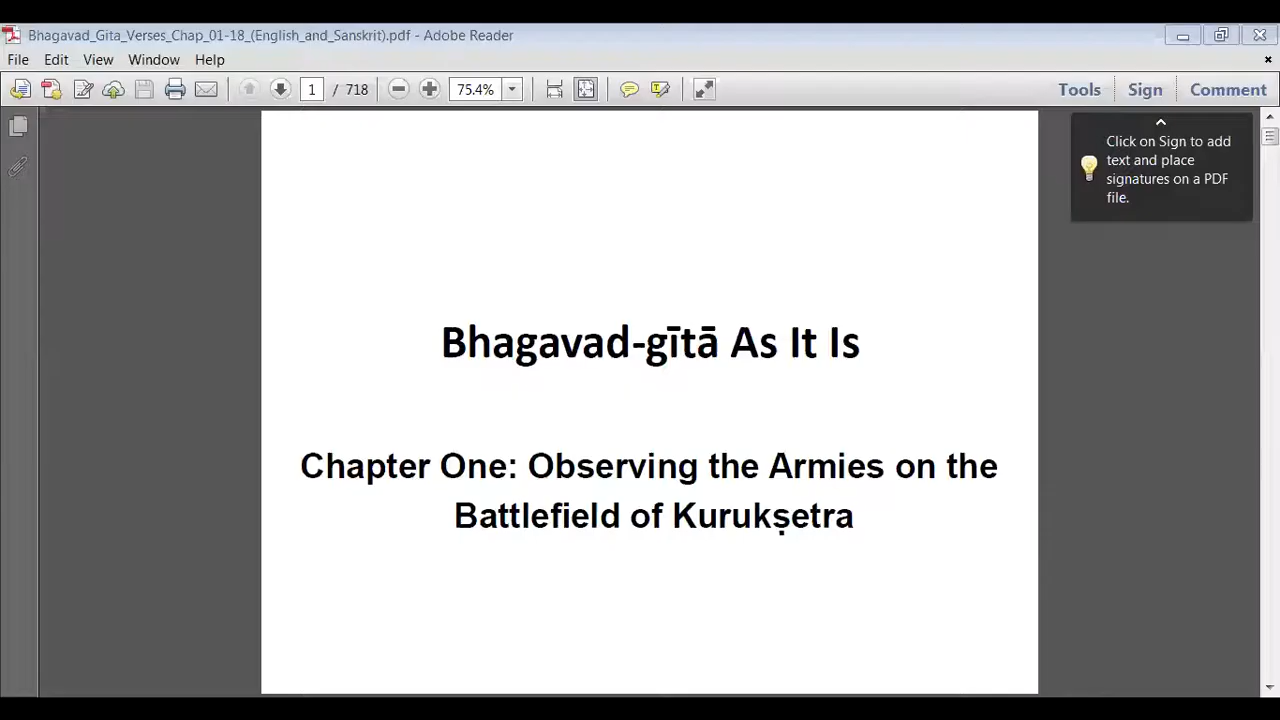 Bhagavad_Gita_Verses_Chap_01-18_(English_and_Sanskrit).pdf - Adobe Reader
File Edit View Window Help
1 / 718 75.4% Tools Sign Comment
Click on Sign to add
text and place
signatures on a PDF
file.
Bhagavad-gītā As It Is
Chapter One: Observing the Armies on the
Battlefield of Kurukṣetra